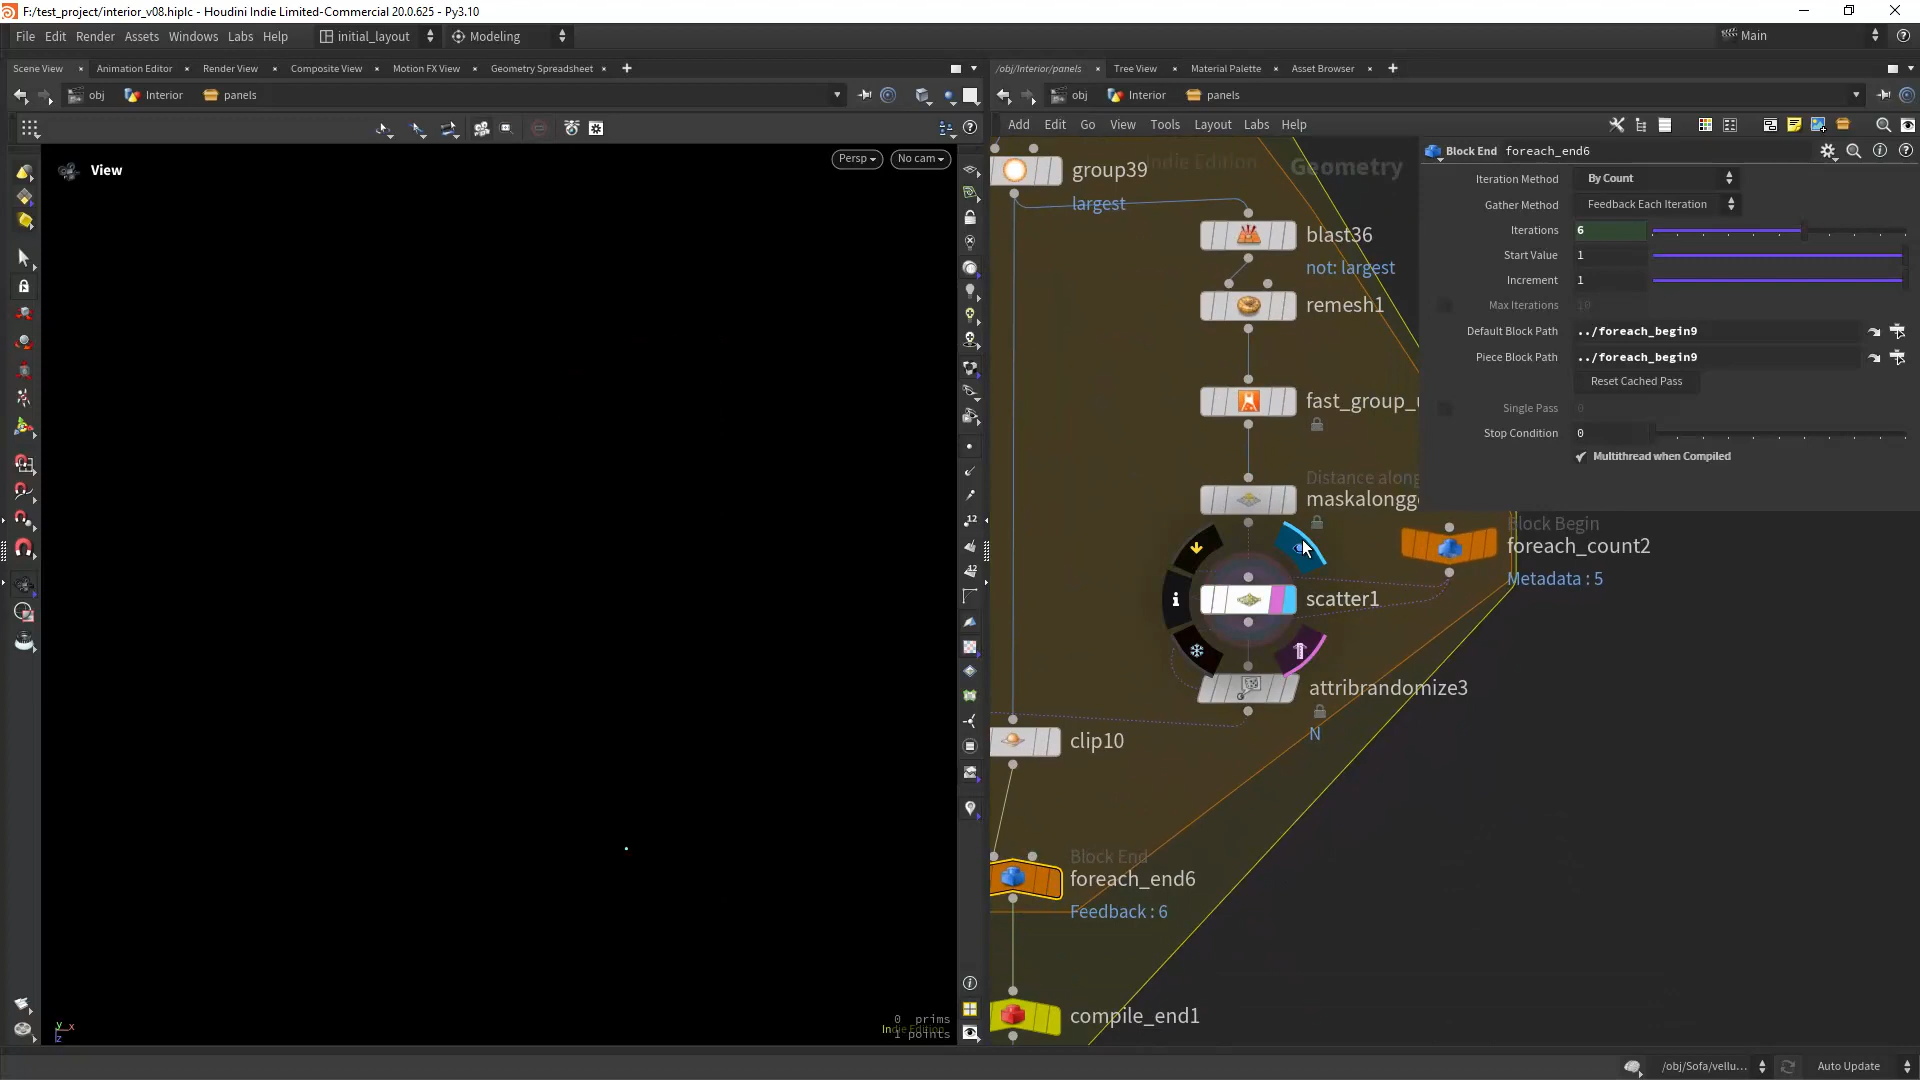 F:/test_project/interior_v08.hiplc - Houdini Indie Limited-Commercial 20.0.625 - Py3.10
File Edit Render Assets Windows Labs Help initial_layout Modeling Main
Scene View Animation Editor Render View Composite View Motion FX View Geometry Spreadsheet
/obj/Interior/panels Tree View Material Palette Asset Browser
obj Interior panels
obj Interior panels
Add Edit Go View Tools Layout Labs Help
View
Persp
No cam
Indie Edition
Geometry
group39
largest
blast36
not: largest
remesh1
fast_group_
Distance along
maskalongg
scatter1
attribrandomize3
N
clip10
Block End
foreach_end6
Feedback : 6
compile_end1
Block Begin
foreach_count2
Metadata : 5
Block End foreach_end6
Iteration Method By Count
Gather Method Feedback Each Iteration
Iterations 6
Start Value 1
Increment 1
Max Iterations 10
Default Block Path ../foreach_begin9
Piece Block Path ../foreach_begin9
Reset Cached Pass
Single Pass 0
Stop Condition 0
Multithread when Compiled
12
12
0 prims
1 points
y x
z
/obj/Sofa/vellu... Auto Update